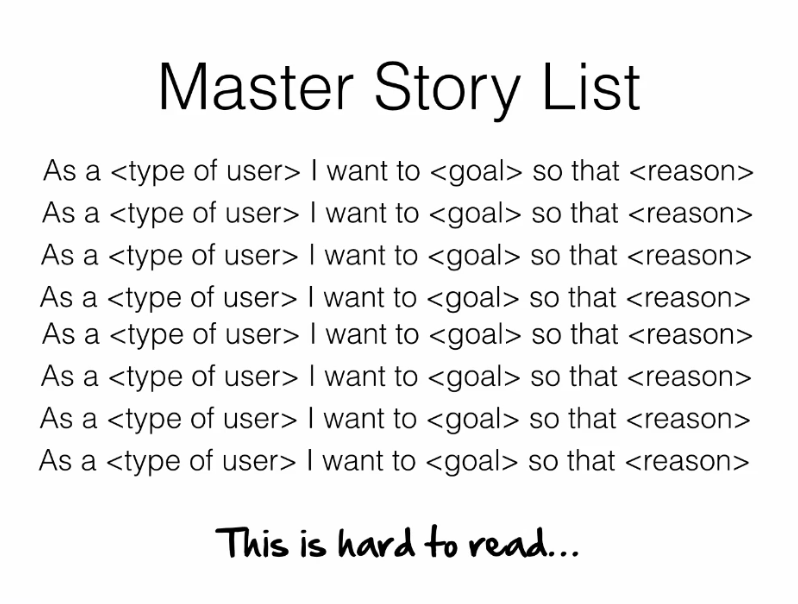 Master Story List
As a <type of user> I want to <goal> so that <reason>
As a <type of user> I want to <goal> so that <reason>
As a <type of user> I want to <goal> so that <reason>
As a <type of user> I want to <goal> so that <reason>
As a <type of user> I want to <goal> so that <reason>
As a <type of user> I want to <goal> so that <reason>
As a <type of user> I want to <goal> so that <reason>
As a <type of user> I want to <goal> so that <reason>
This is hard to read...